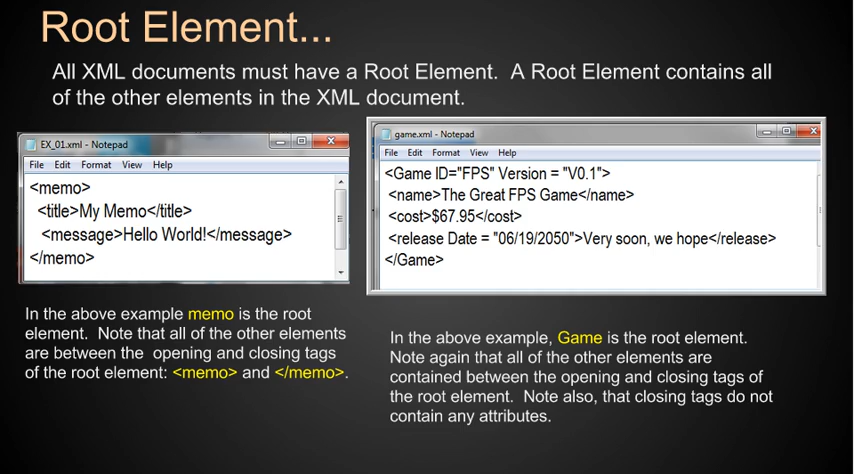 Root Element...
All XML documents must have a Root Element.  A Root Element contains all
of the other elements in the XML document.
EX_01.xml - Notepad
File Edit Format View Help
<memo>
<title>My Memo</title>
<message>Hello World!</message>
</memo>
In the above example memo is the root
element.  Note that all of the other elements
are between the  opening and closing tags
of the root element: <memo> and </memo>.
game.xml - Notepad
File Edit Format View Help
<Game ID="FPS" Version = "V0.1">
<name>The Great FPS Game</name>
<cost>$67.95</cost>
<release Date = "06/19/2050">Very soon, we hope</release>
</Game>
In the above example, Game is the root element.
Note again that all of the other elements are
contained between the opening and closing tags of
the root element.  Note also, that closing tags do not
contain any attributes.